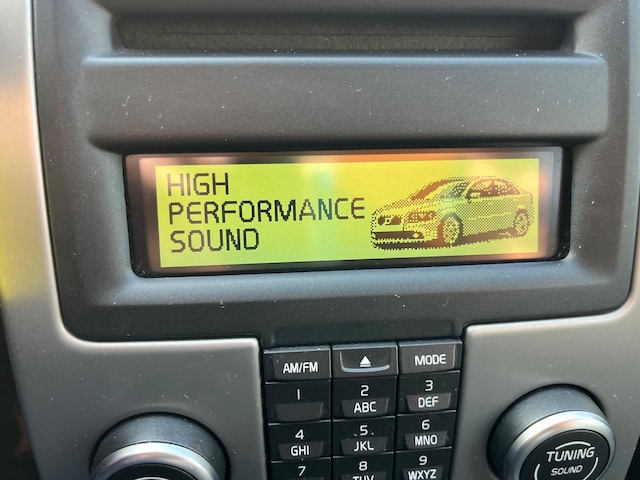 HIGH
PERFORMANCE
SOUND
AM/FM
MODE
1
2
ABC
3
DEF
4
GHI
5
JKL
6
MNO
7
8
TUV
9
WXYZ
TUNING
SOUND